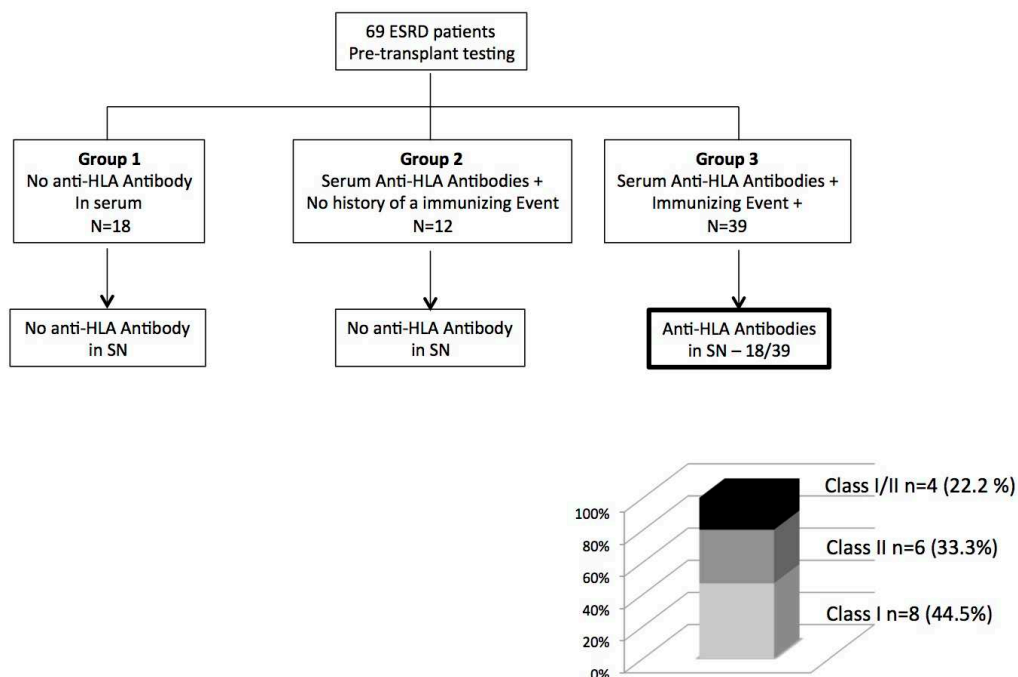 69 ESRD patients
Pre-transplant testing
Group 1
No anti-HLA Antibody
In serum
N=18
Group 2
Serum Anti-HLA Antibodies +
No history of a immunizing Event
N=12
Group 3
Serum Anti-HLA Antibodies +
Immunizing Event +
N=39
No anti-HLA Antibody
in SN
No anti-HLA Antibody
in SN
Anti-HLA Antibodies
in SN – 18/39
100%
80%
60%
40%
20%
0%
Class I/II n=4 (22.2 %)
Class II n=6 (33.3%)
Class I n=8 (44.5%)